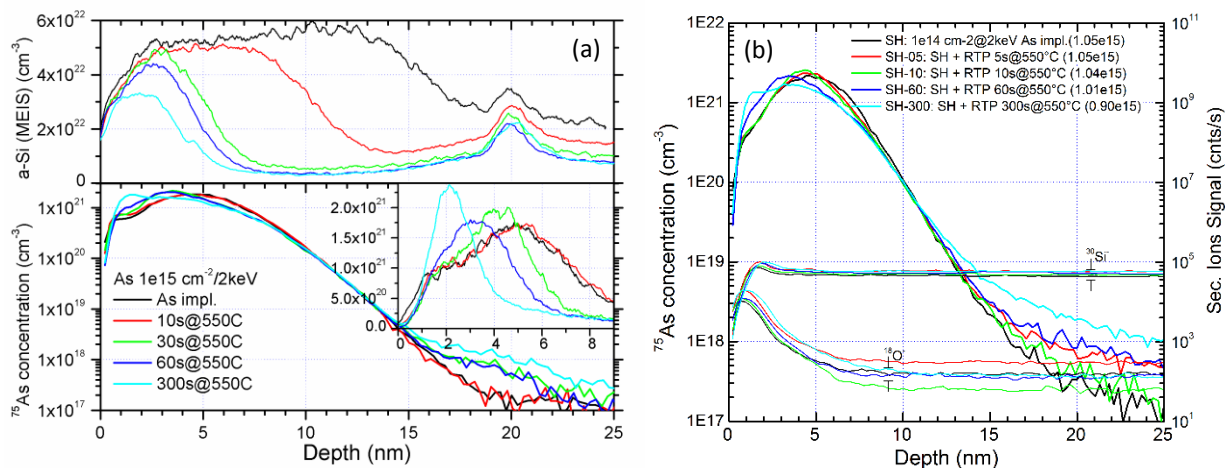 (a)
a-Si (MEIS) (cm⁻³)
6x10²²
4x10²²
2x10²²
0
⁷⁵As concentration (cm⁻³)
1x10²¹
1x10²⁰
1x10¹⁹
1x10¹⁸
1x10¹⁷
As 1e15 cm⁻²/2keV
As impl.
10s@550C
30s@550C
60s@550C
300s@550C
2.0x10²¹
1.5x10²¹
1.0x10²¹
5.0x10²⁰
0.0
0 2 4 6 8
0 5 10 15 20 25
Depth (nm)
(b)
⁷⁵As concentration (cm⁻³)
1E22
1E21
1E20
1E19
1E18
1E17
SH: 1e14 cm-2@2keV As impl.(1.05e15)
SH-05: SH + RTP 5s@550°C (1.05e15)
SH-10: SH + RTP 10s@550°C (1.04e15)
SH-60: SH + RTP 60s@550°C (1.01e15)
SH-300: SH + RTP 300s@550°C (0.90e15)
³⁰Si⁻
¹⁸O⁻
10¹¹
10⁹
10⁷
10⁵
10³
10¹
Sec. Ions Signal (cnts/s)
0 5 10 15 20 25
Depth (nm)